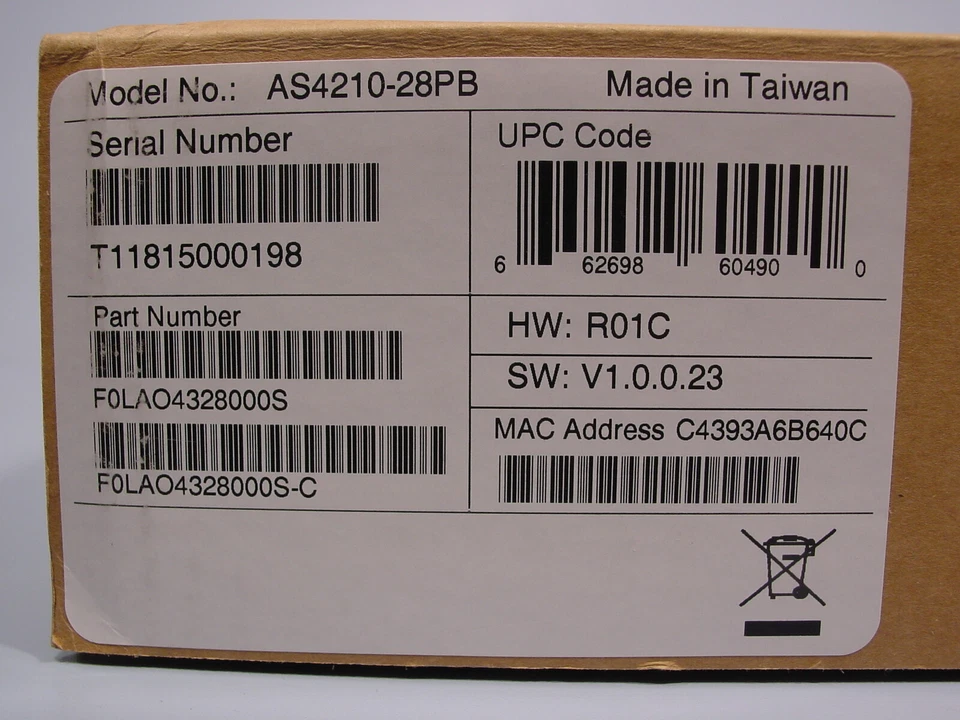 Model No.: AS4210-28PB Made in Taiwan
Serial Number
T11815000198
UPC Code
6 62698 60490 0
Part Number
F0LAO4328000S
F0LAO4328000S-C
HW: R01C
SW: V1.0.0.23
MAC Address C4393A6B640C